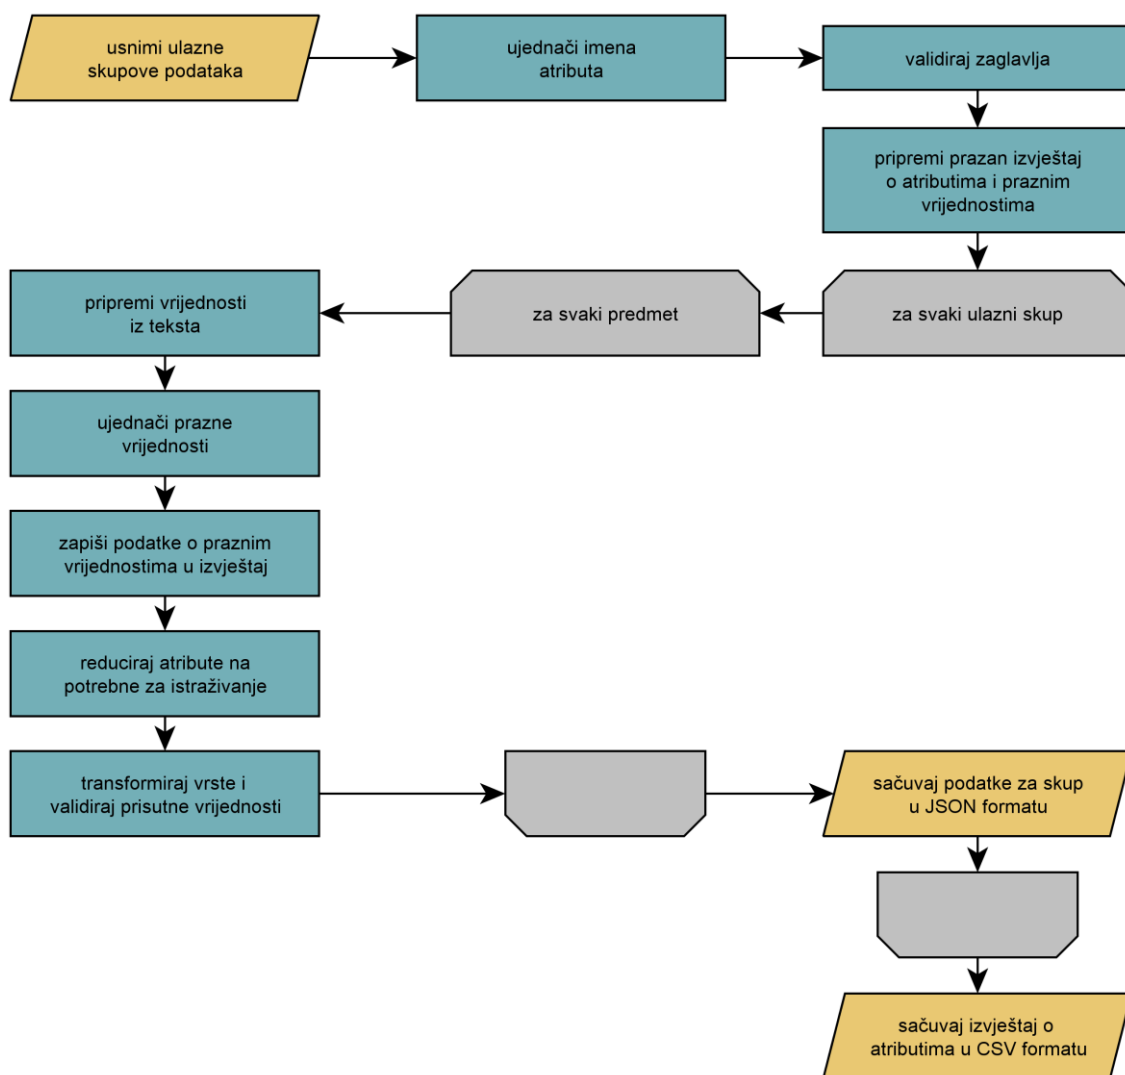 usnimi ulazne
skupove podataka
ujednači imena
atributa
validiraj zaglavlja
pripremi prazan izvještaj
o atributima i praznim
vrijednostima
za svaki ulazni skup
za svaki predmet
pripremi vrijednosti
iz teksta
ujednači prazne
vrijednosti
zapiši podatke o praznim
vrijednostima u izvještaj
reduciraj atribute na
potrebne za istraživanje
transformiraj vrste i
validiraj prisutne vrijednosti
sačuvaj podatke za skup
u JSON formatu
sačuvaj izvještaj o
atributima u CSV formatu